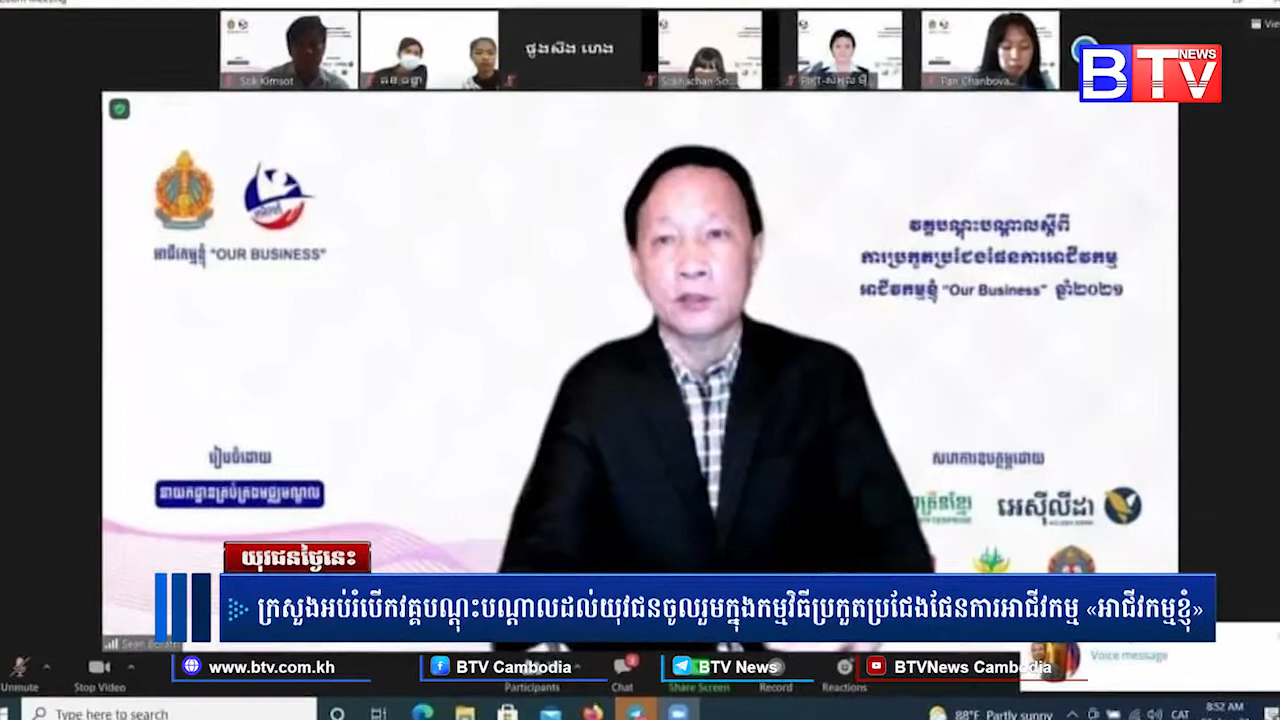 Zoom Meeting
View
Sok Kimsot
ផូងសឹង ហេង
Sokhachan So...
Pan Chanbova...
BTV
NEWS
អាជីវកម្មខ្ញុំ “OUR BUSINESS”
វគ្គបណ្តុះបណ្តាលស្តីពី
ការប្រកួតប្រជែងផែនការអាជីវកម្ម
អាជីវកម្មខ្ញុំ “Our Business” ឆ្នាំ២០២១
រៀបចំដោយ
សហការឧបត្ថម្ភដោយ
អេស៊ីលីដា
ACLEDA BANK
យុវជនថ្ងៃនេះ
ក្រសួងអប់រំបើកវគ្គបណ្តុះបណ្តាលដល់យុវជនចូលរួមក្នុងកម្មវិធីប្រកួតប្រជែងផែនការអាជីវកម្ម «អាជីវកម្មខ្ញុំ»
Voice message
www.btv.com.kh
BTV Cambodia
BTV News
BTVNews Cambodia
Unmute
Stop Video
Participants
Chat
Share Screen
Record
Reactions
Type here to search
88°F Partly sunny
CAT
8:52 AM